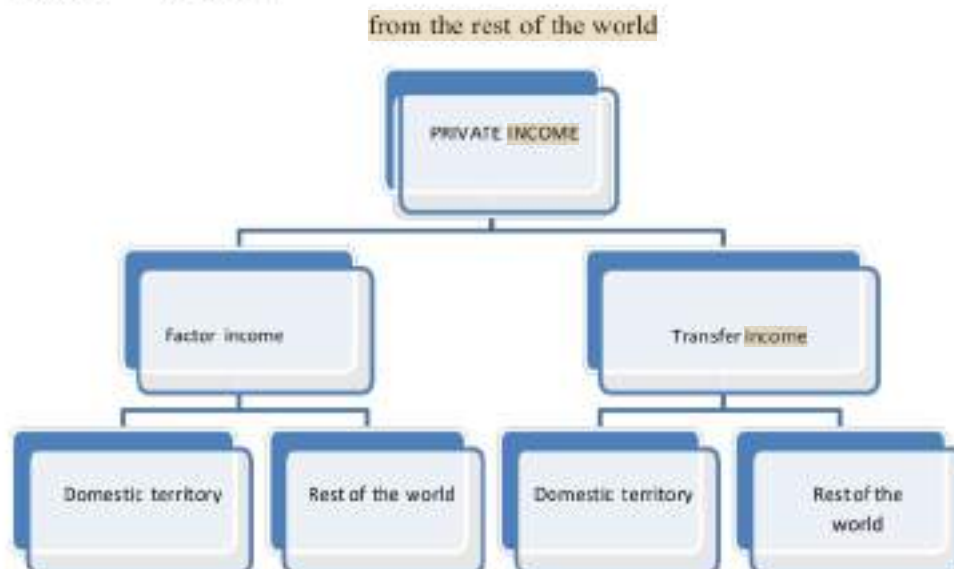 from the rest of the world
PRIVATE INCOME
Factor income
Transfer income
Domestic territory
Rest of the world
Domestic territory
Rest of the
world